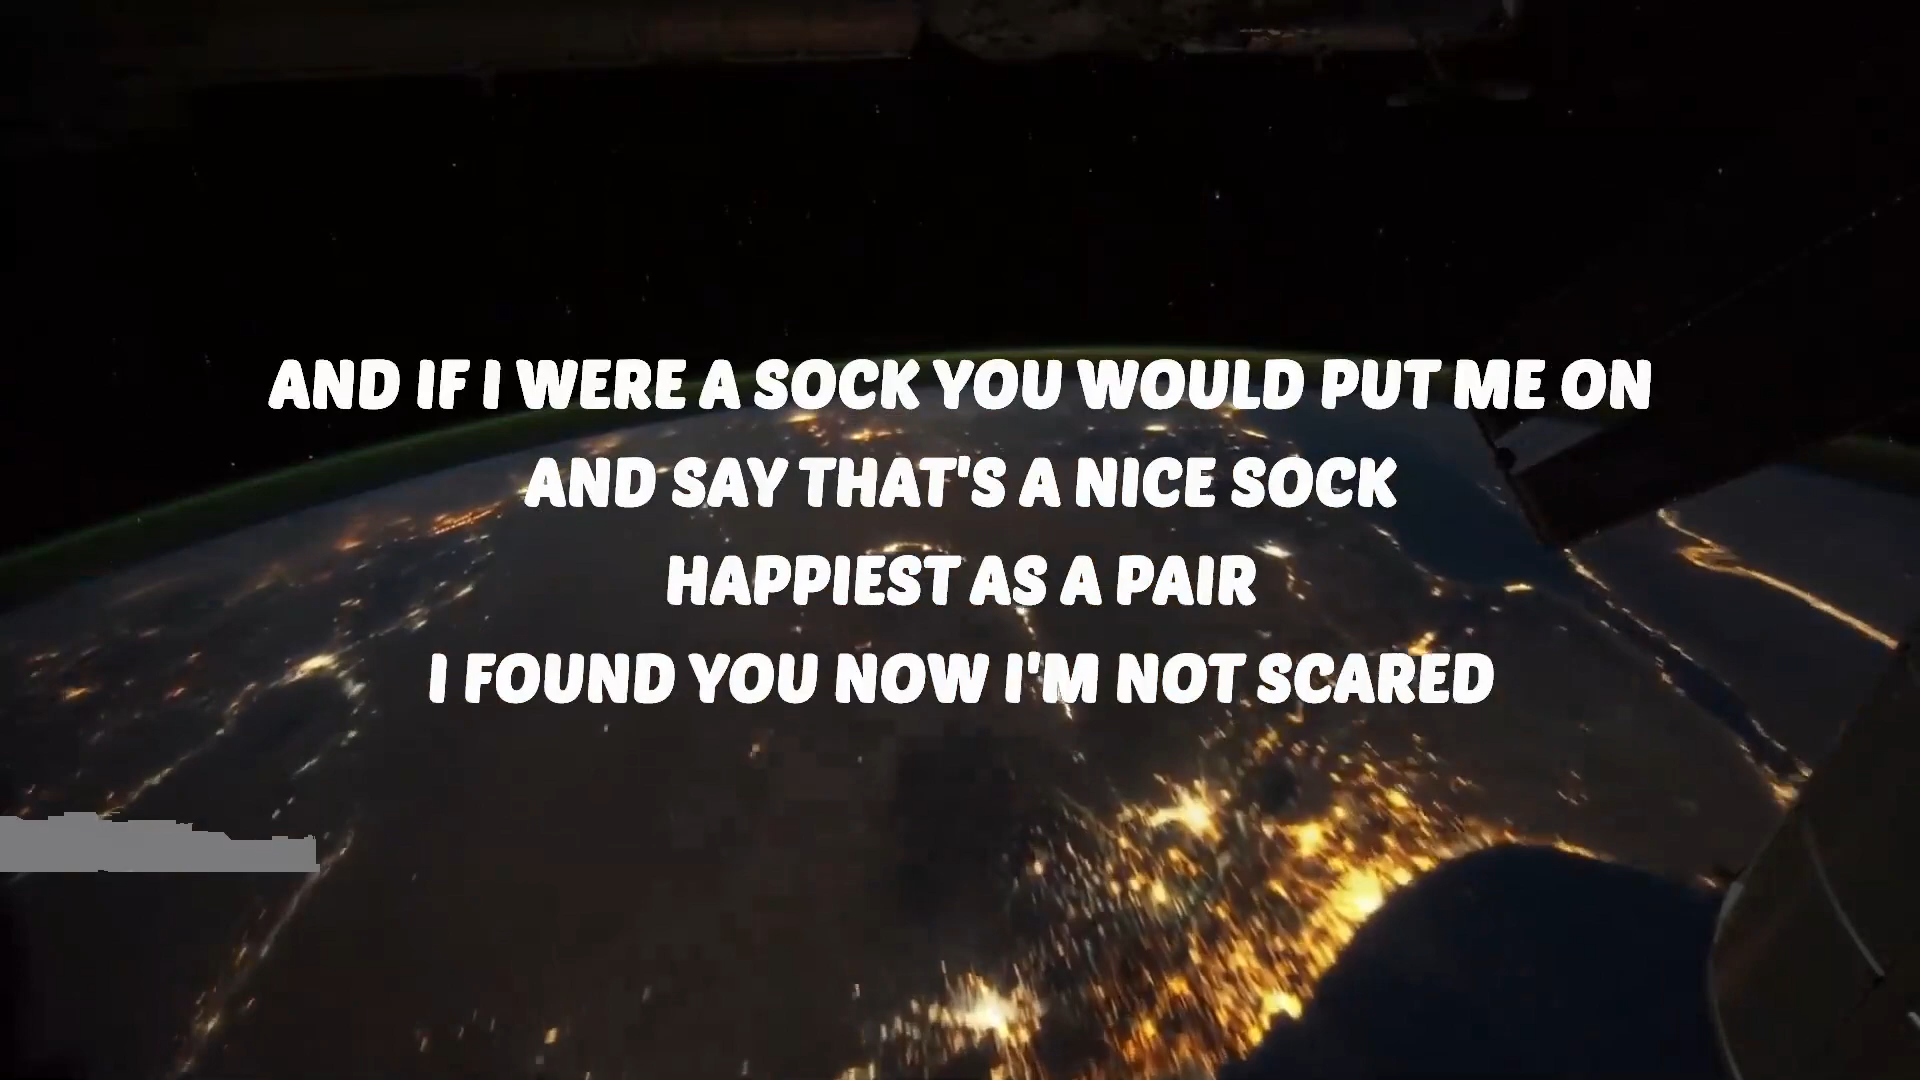 AND IF I WERE A SOCK YOU WOULD PUT ME ON
AND SAY THAT'S A NICE SOCK
HAPPIEST AS A PAIR
I FOUND YOU NOW I'M NOT SCARED